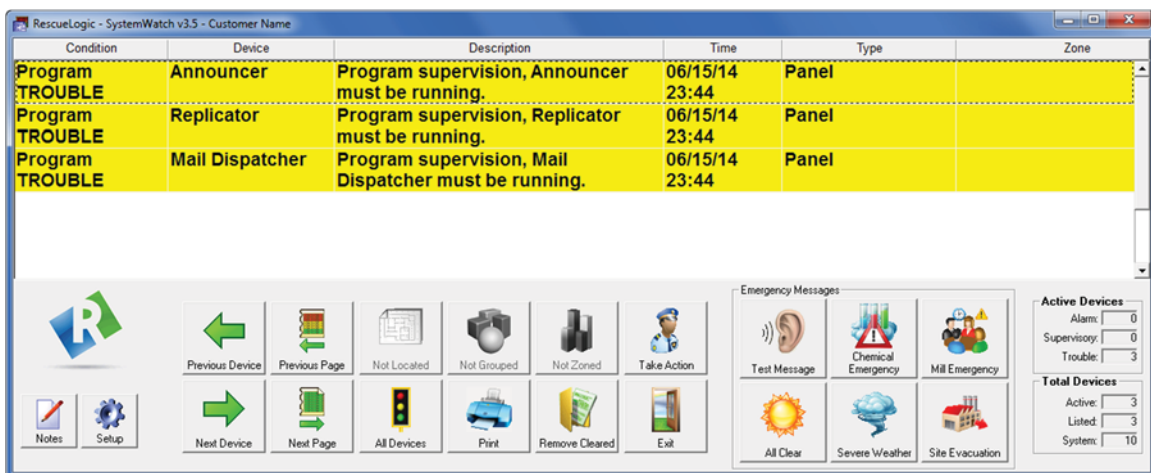 RescueLogic - SystemWatch v3.5 - Customer Name
Condition Device Description Time Type Zone
Program TROUBLE Announcer Program supervision, Announcer must be running. 06/15/14 23:44 Panel
Program TROUBLE Replicator Program supervision, Replicator must be running. 06/15/14 23:44 Panel
Program TROUBLE Mail Dispatcher Program supervision, Mail Dispatcher must be running. 06/15/14 23:44 Panel
R
Notes Setup
Previous Device Previous Page Not Located Not Grouped Not Zoned Take Action
Next Device Next Page All Devices Print Remove Cleared Exit
Emergency Messages
Test Message Chemical Emergency Mill Emergency
All Clear Severe Weather Site Evacuation
Active Devices
Alarm: 0
Supervisory: 0
Trouble: 3
Total Devices
Active: 3
Listed: 3
System: 10